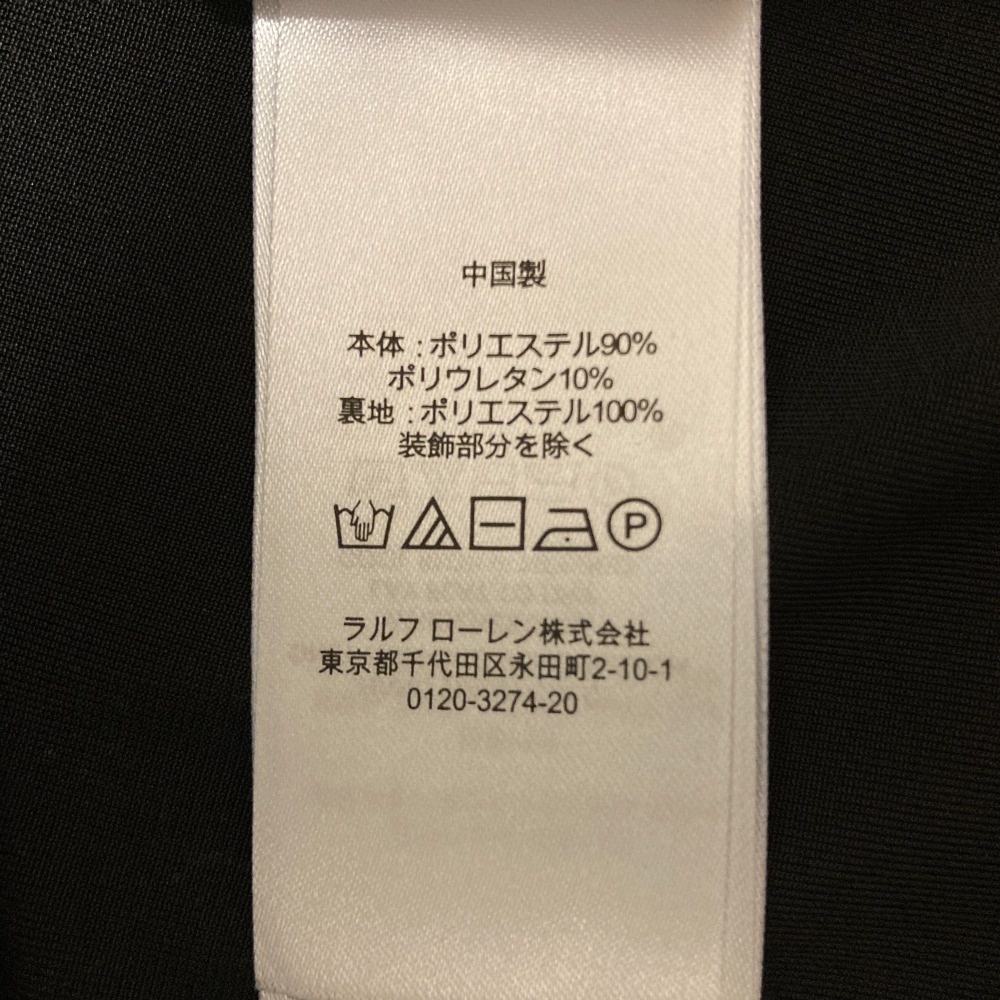 中国製
本体 : ポリエステル90%
ポリウレタン10%
裏地 : ポリエステル100%
装飾部分を除く
P
ラルフ ローレン株式会社
東京都千代田区永田町2-10-1
0120-3274-20